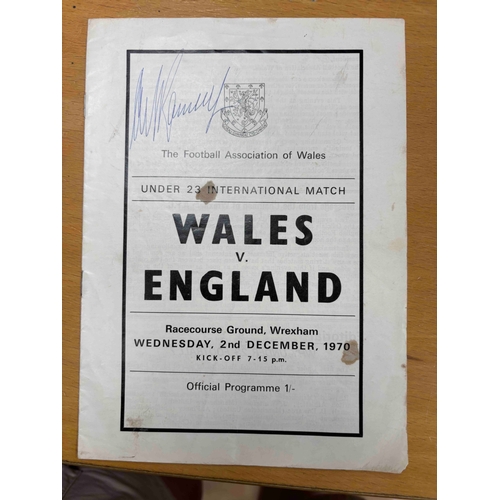 The Football Association of Wales
UNDER 23 INTERNATIONAL MATCH
WALES
v.
ENGLAND
Racecourse Ground, Wrexham
WEDNESDAY, 2nd DECEMBER, 1970
KICK-OFF 7-15 p.m.
Official Programme 1/-